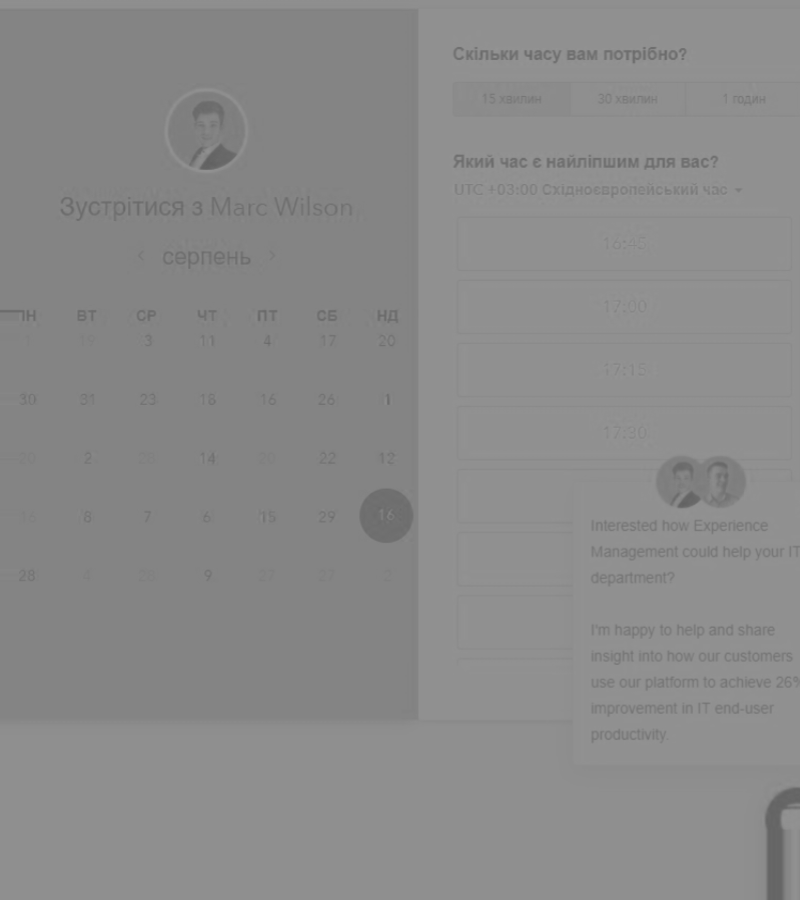 Скільки часу вам потрібно?
15 хвилин 30 хвилин 1 годин
Зустрітися з Marc Wilson
серпень
Який час є найліпшим для вас?
UTC +03:00 Східноєвропейський час
ПН ВТ СР ЧТ ПТ СБ НД
1 19 3 11 4 17 20
30 31 23 18 16 26 1
20 2 14 20 22 12
16 8 7 6 15 29 16
28 4 9 27 27
16:45
17:00
17:15
17:30
Interested how Experience
Management could help your IT
department?
I'm happy to help and share
insight into how our customers
use our platform to achieve 26%
improvement in IT end-user
productivity.